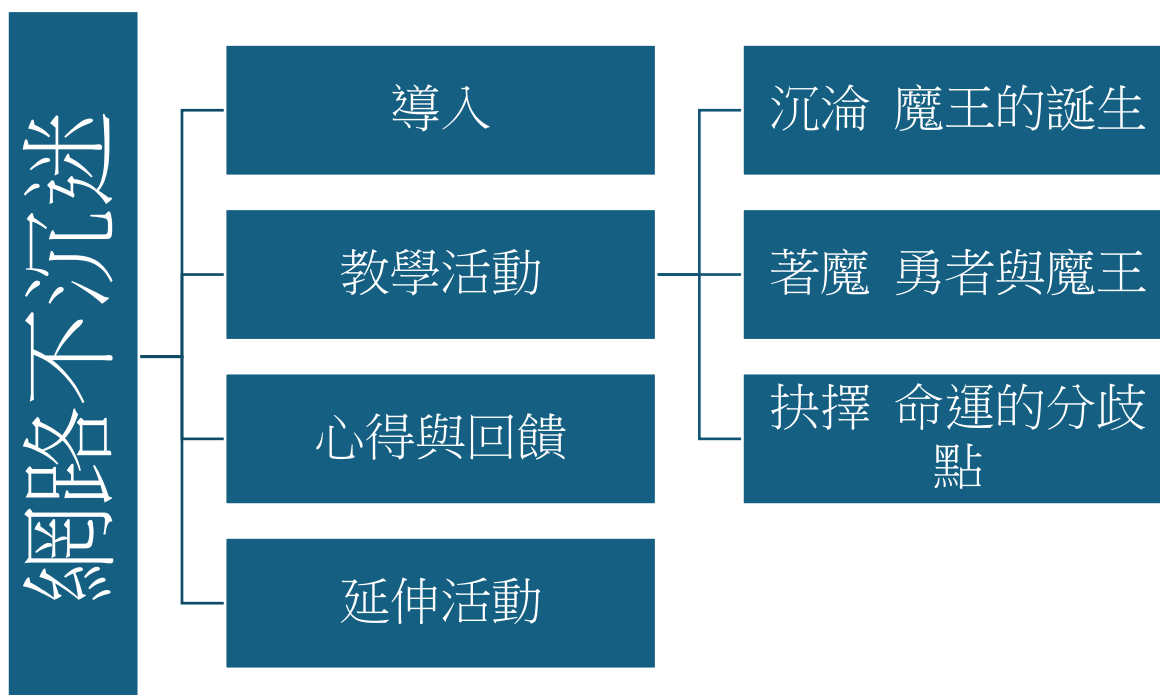 網路不沉迷
導入
教學活動
心得與回饋
延伸活動
沉淪 魔王的誕生
著魔 勇者與魔王
抉擇 命運的分歧
點